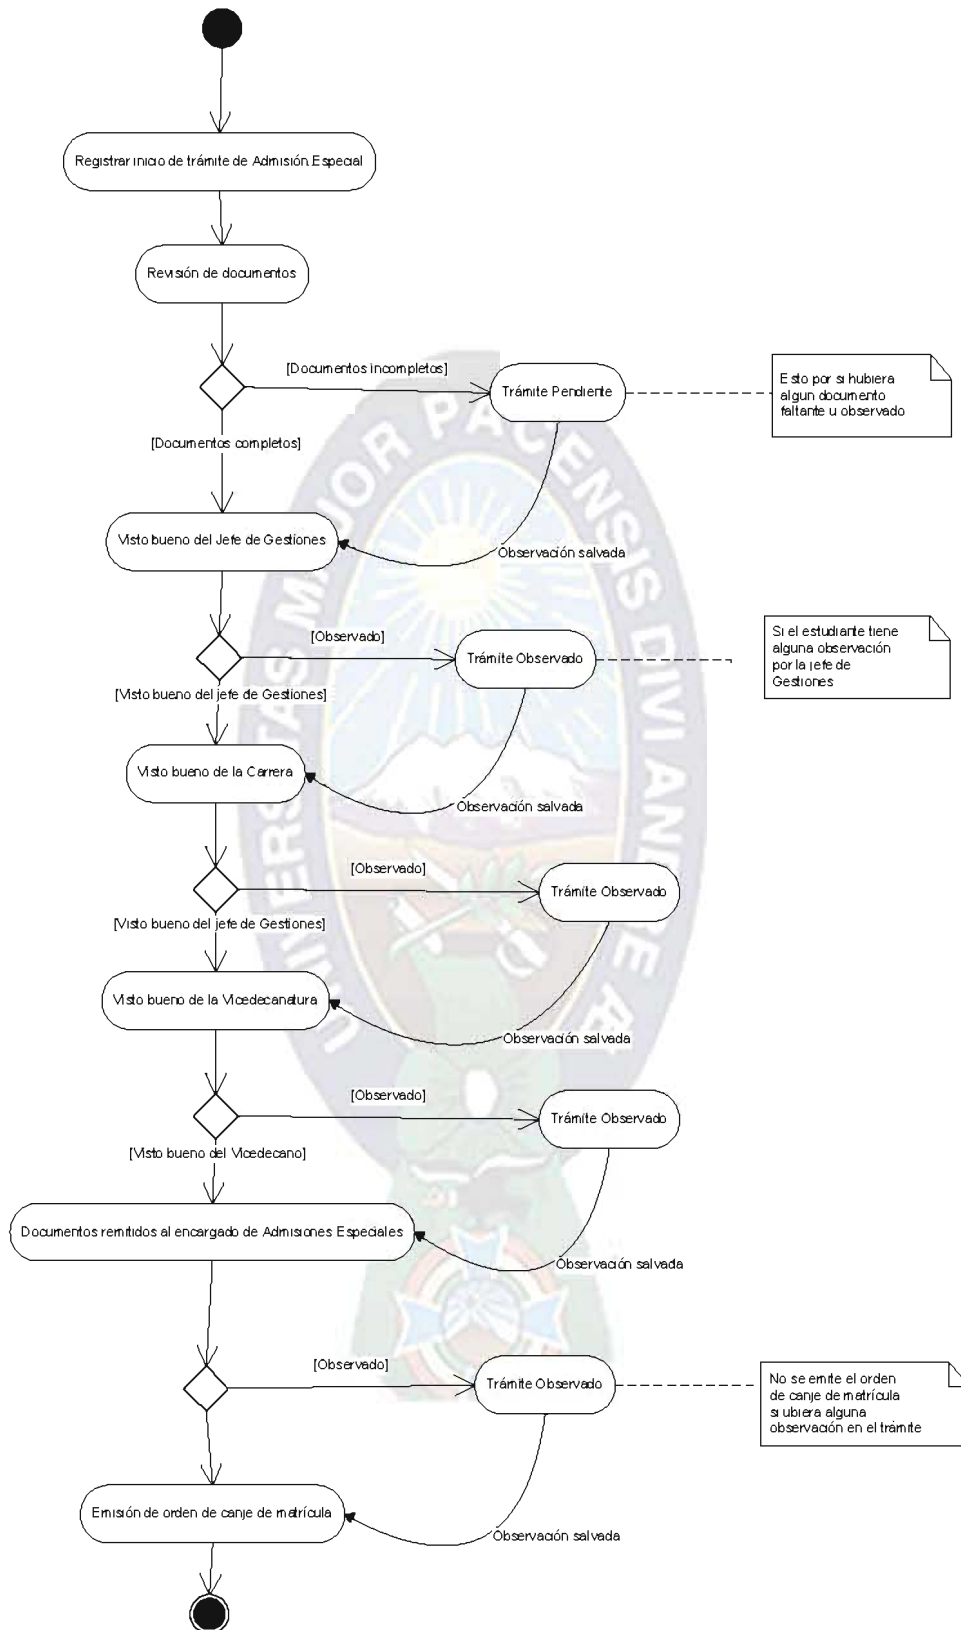 Registrar inicio de trámite de Admisión Especial
Revisión de documentos
[Documentos incompletos]
Trámite Pendiente
Esto por si hubiera
algun documento
faltante u observado
[Documentos completos]
Visto bueno del Jefe de Gestiones
Observación salvada
[Observado]
Trámite Observado
Si el estudiante tiene
alguna observación
por la jefe de
Gestiones
[Visto bueno del jefe de Gestiones]
Visto bueno de la Carrera
Observación salvada
[Observado]
Trámite Observado
[Visto bueno del jefe de Gestiones]
Visto bueno de la Vicedecanatura
Observación salvada
[Observado]
Trámite Observado
[Visto bueno del Vicedecano]
Documentos remitidos al encargado de Admisiones Especiales
Observación salvada
[Observado]
Trámite Observado
No se emite el orden
de canje de matrícula
si ubiera alguna
observación en el trámite
Emisión de orden de canje de matrícula
Observación salvada
UNIVERSITAS MAJOR PACENSIS DIVI ANDRE Æ